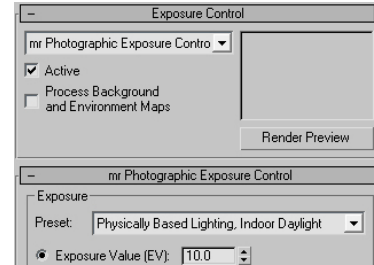 Exposure Control
mr Photographic Exposure Contro
Active
Process Background
and Environment Maps
Render Preview
mr Photographic Exposure Control
Exposure
Preset: Physically Based Lighting, Indoor Daylight
Exposure Value (EV): 10.0